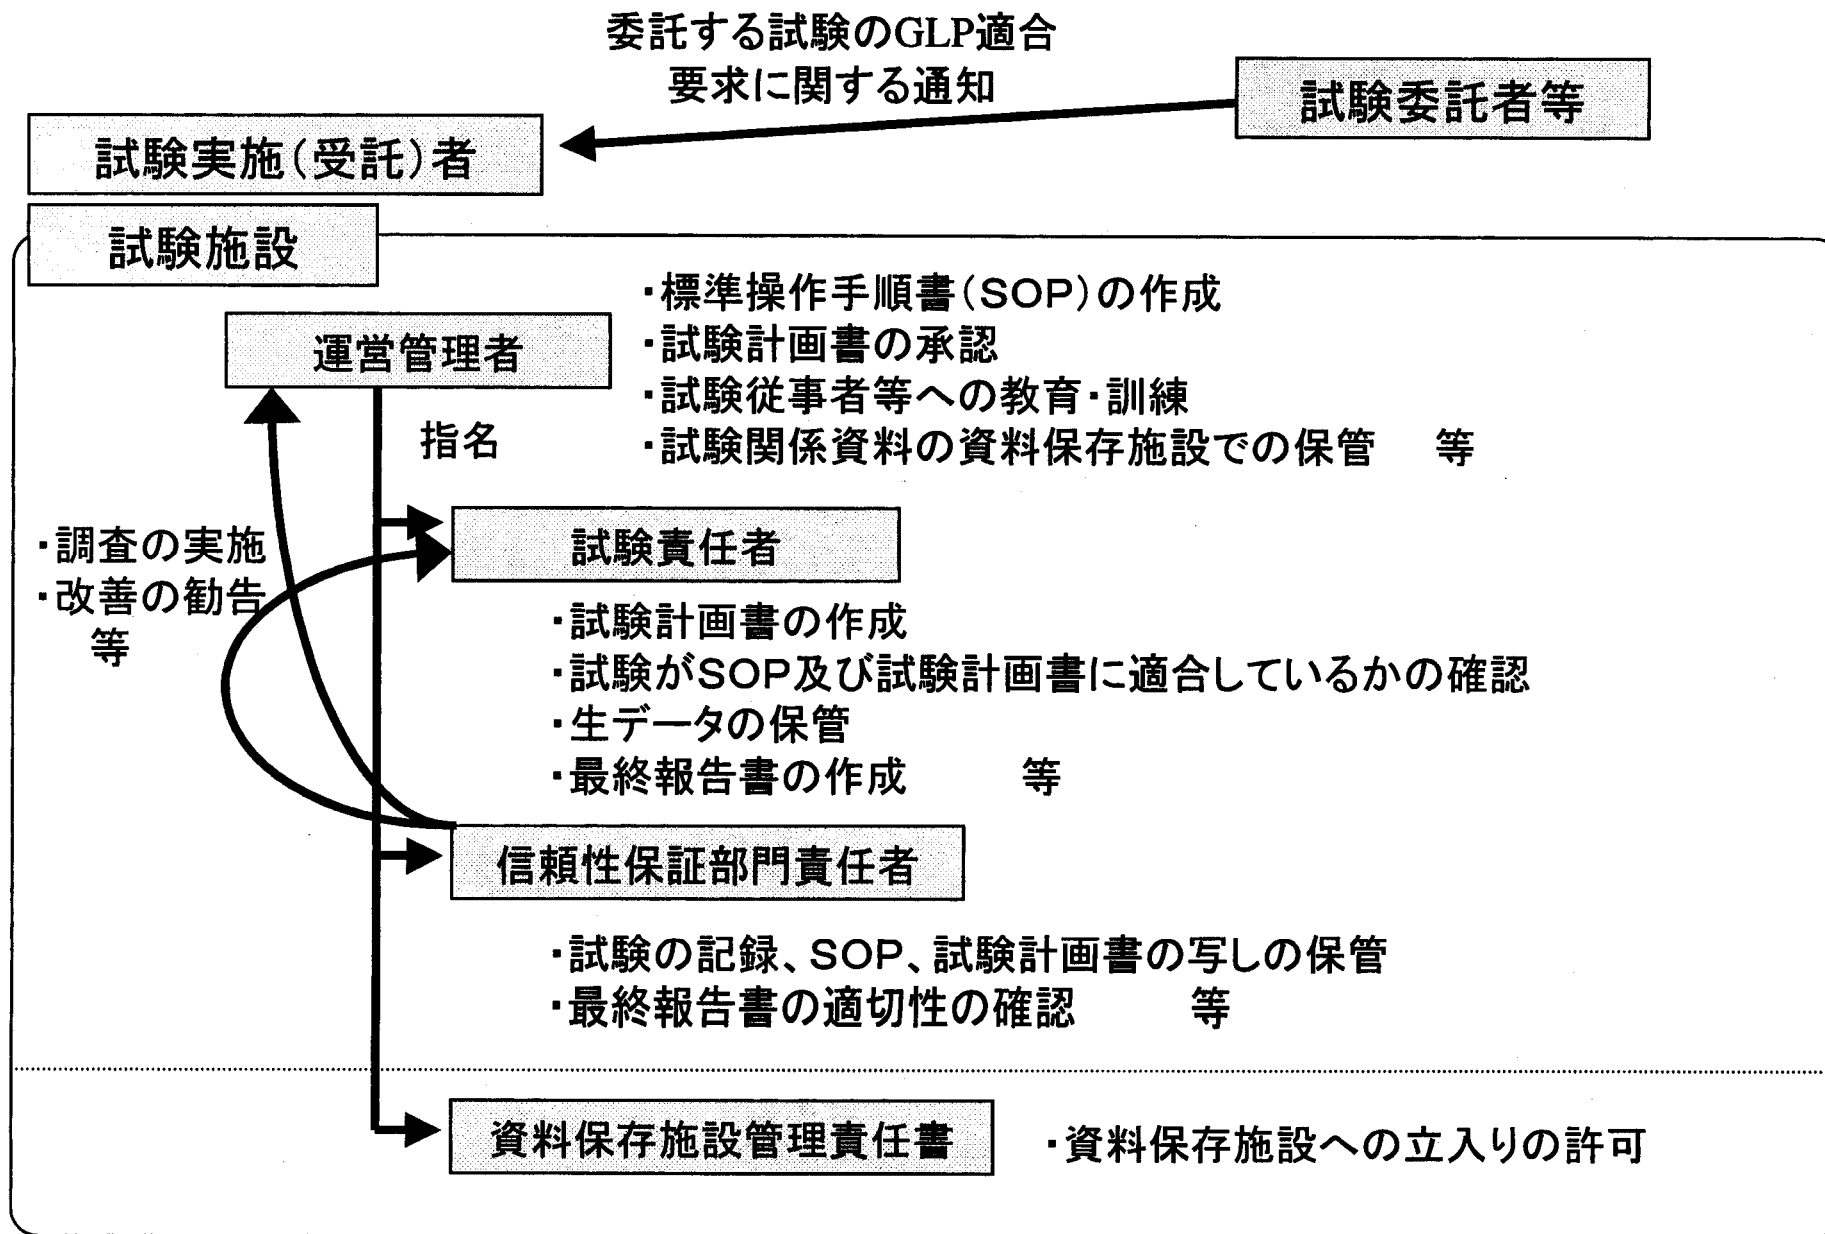 委託する試験のGLP適合
要求に関する通知
試験委託者等
試験実施(受託)者
試験施設
運営管理者
・標準操作手順書(SOP)の作成
・試験計画書の承認
・試験従事者等への教育・訓練
・試験関係資料の資料保存施設での保管 等
指名
・調査の実施
・改善の勧告
等
試験責任者
・試験計画書の作成
・試験がSOP及び試験計画書に適合しているかの確認
・生データの保管
・最終報告書の作成 等
信頼性保証部門責任者
・試験の記録、SOP、試験計画書の写しの保管
・最終報告書の適切性の確認 等
資料保存施設管理責任書
・資料保存施設への立入りの許可